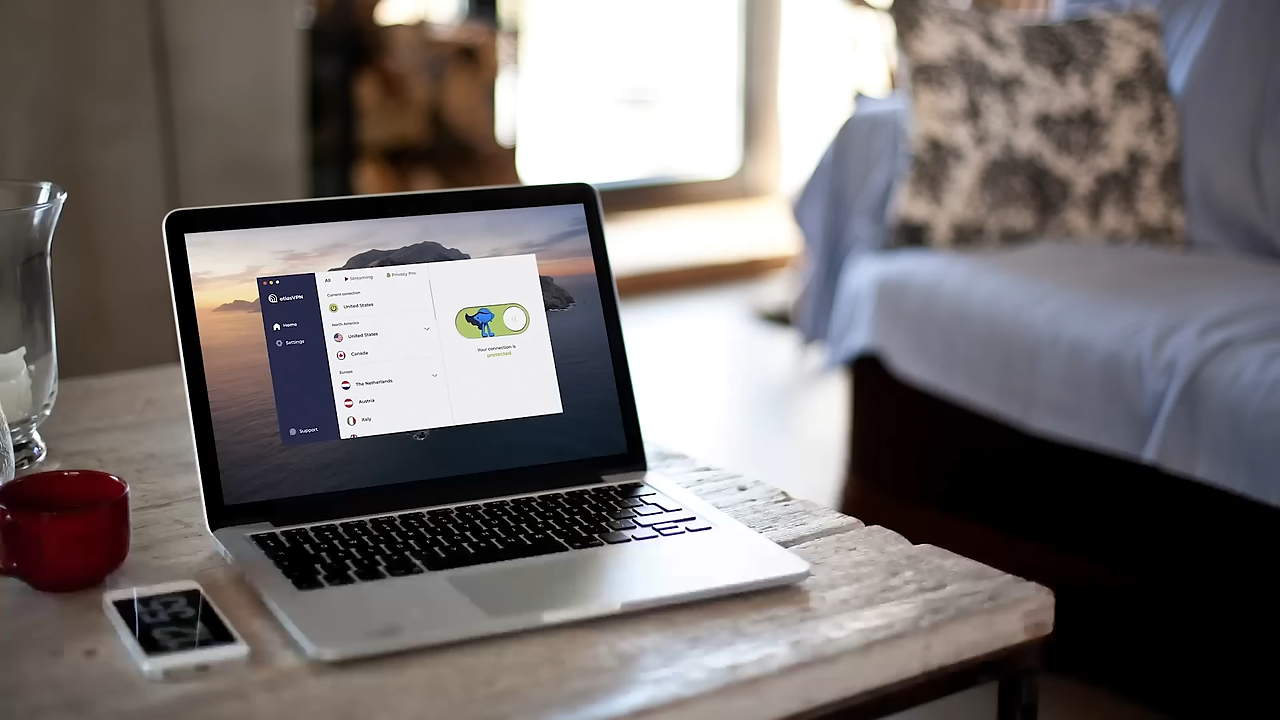 atlasVPN
Home
Settings
Support
All
Streaming
Privacy Pro
Current connection
United States
North America
United States
Canada
Europe
The Netherlands
Austria
Italy
Your connection is
protected